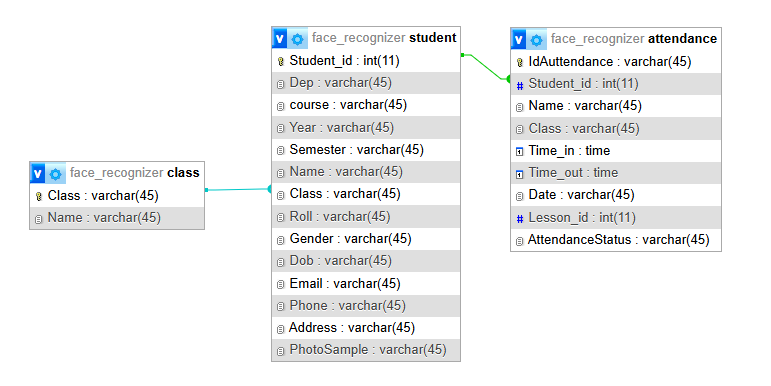 face_recognizer student
Student_id : int(11)
Dep : varchar(45)
course : varchar(45)
Year : varchar(45)
Semester : varchar(45)
Name : varchar(45)
Class : varchar(45)
Roll : varchar(45)
Gender : varchar(45)
Dob : varchar(45)
Email : varchar(45)
Phone : varchar(45)
Address : varchar(45)
PhotoSample : varchar(45)
face_recognizer attendance
IdAuttendance : varchar(45)
Student_id : int(11)
Name : varchar(45)
Class : varchar(45)
Time_in : time
Time_out : time
Date : varchar(45)
Lesson_id : int(11)
AttendanceStatus : varchar(45)
face_recognizer class
Class : varchar(45)
Name : varchar(45)